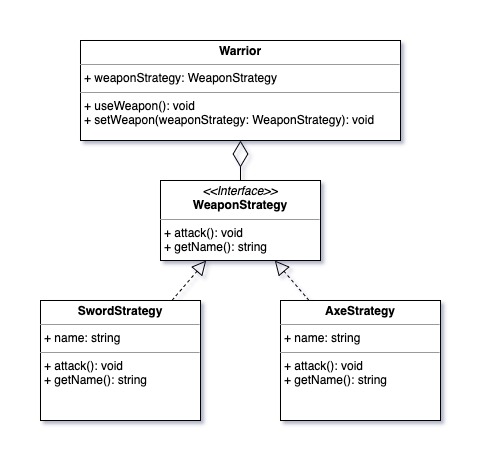 Warrior
+ weaponStrategy: WeaponStrategy
+ useWeapon(): void
+ setWeapon(weaponStrategy: WeaponStrategy): void
<<Interface>>
WeaponStrategy
+ attack(): void
+ getName(): string
SwordStrategy
+ name: string
+ attack(): void
+ getName(): string
AxeStrategy
+ name: string
+ attack(): void
+ getName(): string